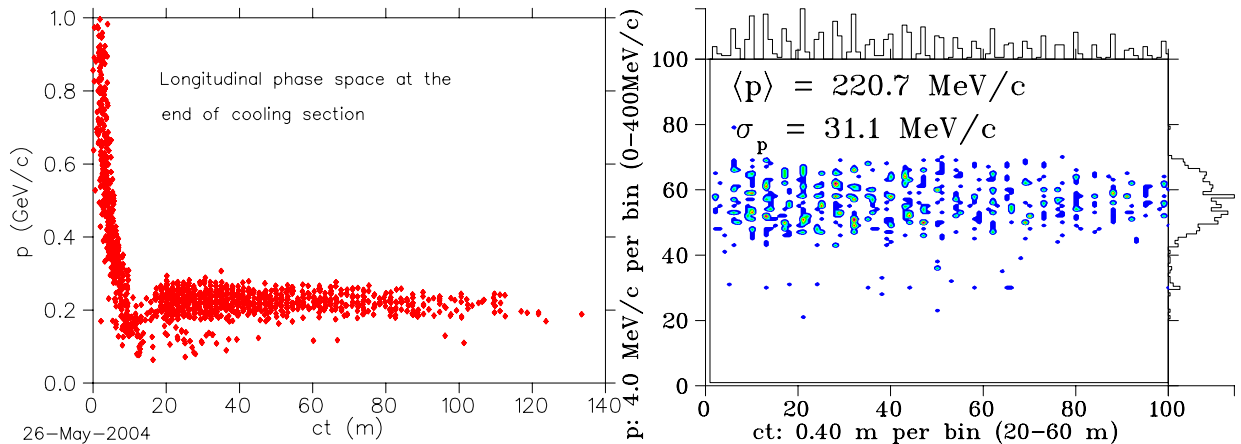 1.0
0.8
0.6
0.4
0.2
0.0
p (GeV/c)
Longitudinal phase space at the
end of cooling section
0 20 40 60 80 100 120 140
ct (m)
26-May-2004
p: 4.0 MeV/c per bin (0-400MeV/c)
100
80
60
40
20
0
⟨p⟩ = 220.7 MeV/c
σ_p = 31.1 MeV/c
0 20 40 60 80 100
ct: 0.40 m per bin (20-60 m)